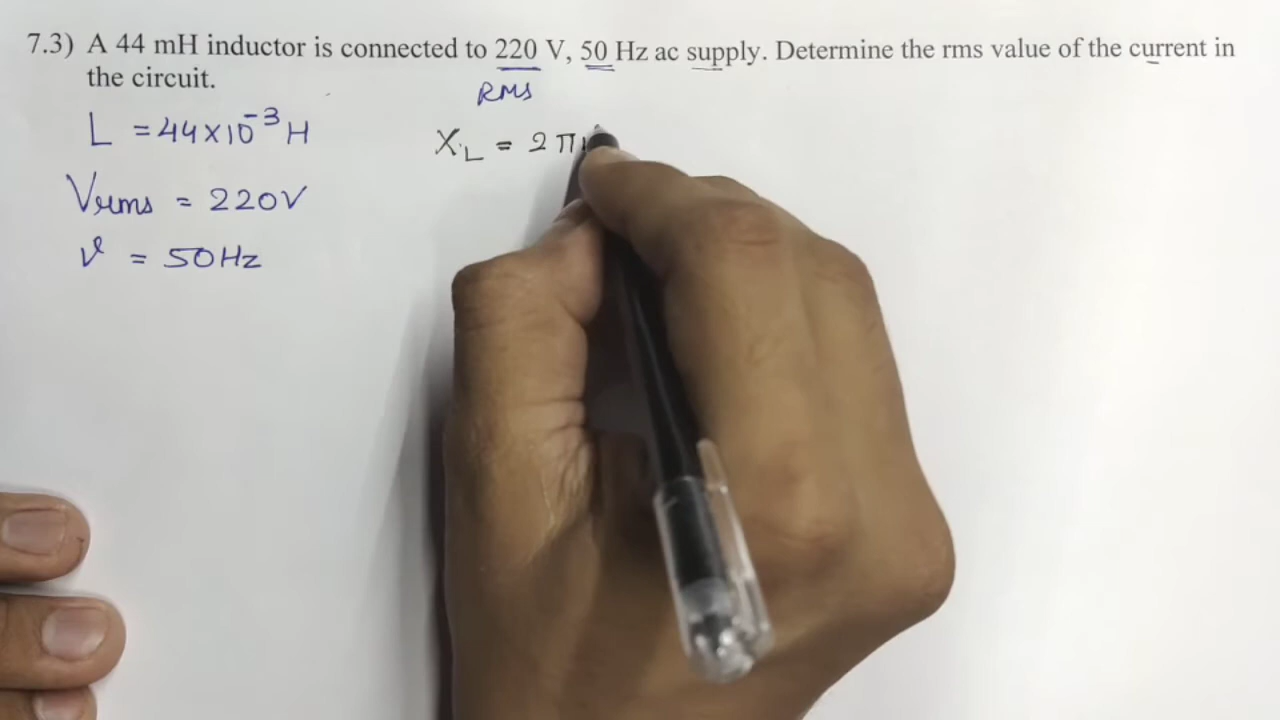 7.3) A 44 mH inductor is connected to 220 V, 50 Hz ac supply. Determine the rms value of the current in
the circuit.
RMS
L = 44×10⁻³ H
X_L = 2π
Vrms = 220V
ν = 50Hz